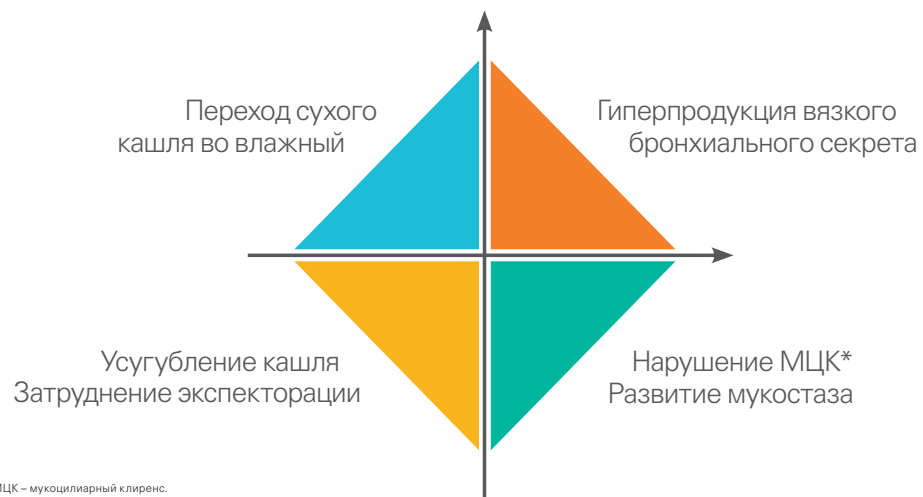 Переход сухого
кашля во влажный
Гиперпродукция вязкого
бронхиального секрета
Усугубление кашля
Затруднение экспекторации
Нарушение МЦК*
Развитие мукостаза
МЦК – мукоцилиарный клиренс.